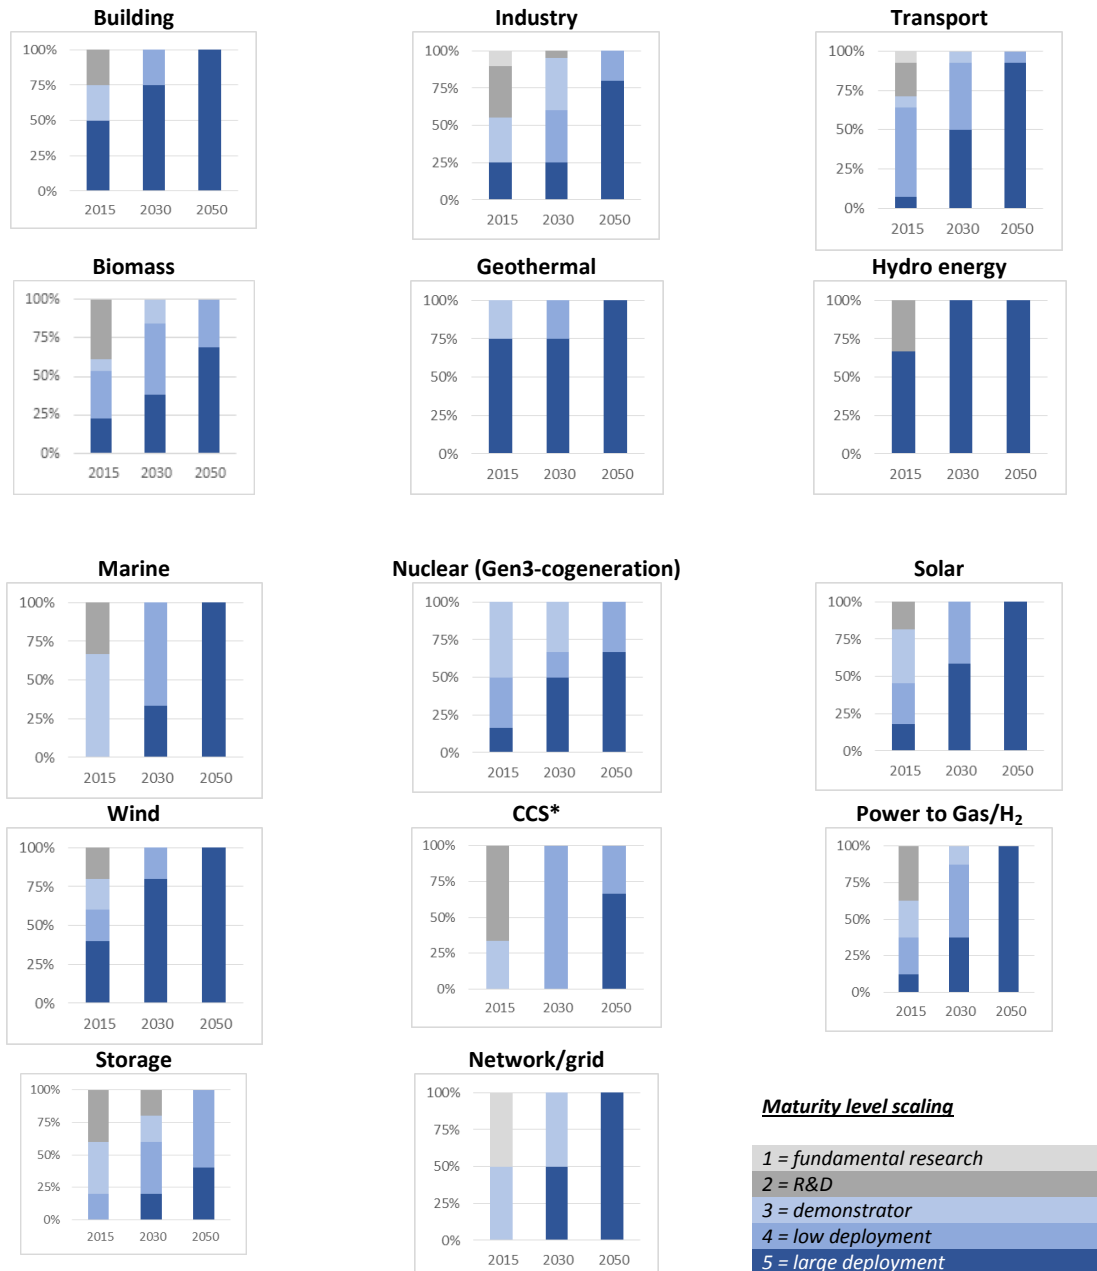 Building
100%
75%
50%
25%
0%
2015 2030 2050
Industry
100%
75%
50%
25%
0%
2015 2030 2050
Transport
100%
75%
50%
25%
0%
2015 2030 2050
Biomass
100%
75%
50%
25%
0%
2015 2030 2050
Geothermal
100%
75%
50%
25%
0%
2015 2030 2050
Hydro energy
100%
75%
50%
25%
0%
2015 2030 2050
Marine
100%
75%
50%
25%
0%
2015 2030 2050
Nuclear (Gen3-cogeneration)
100%
75%
50%
25%
0%
2015 2030 2050
Solar
100%
75%
50%
25%
0%
2015 2030 2050
Wind
100%
75%
50%
25%
0%
2015 2030 2050
CCS*
100%
75%
50%
25%
0%
2015 2030 2050
Power to Gas/H₂
100%
75%
50%
25%
0%
2015 2030 2050
Storage
100%
75%
50%
25%
0%
2015 2030 2050
Network/grid
100%
75%
50%
25%
0%
2015 2030 2050
Maturity level scaling
1 = fundamental research
2 = R&D
3 = demonstrator
4 = low deployment
5 = large deployment